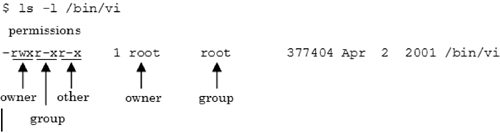 $ ls -l /bin/vi
permissions
-rwxr-xr-x 1 root root 377404 Apr 2 2001 /bin/vi
owner other owner group
group